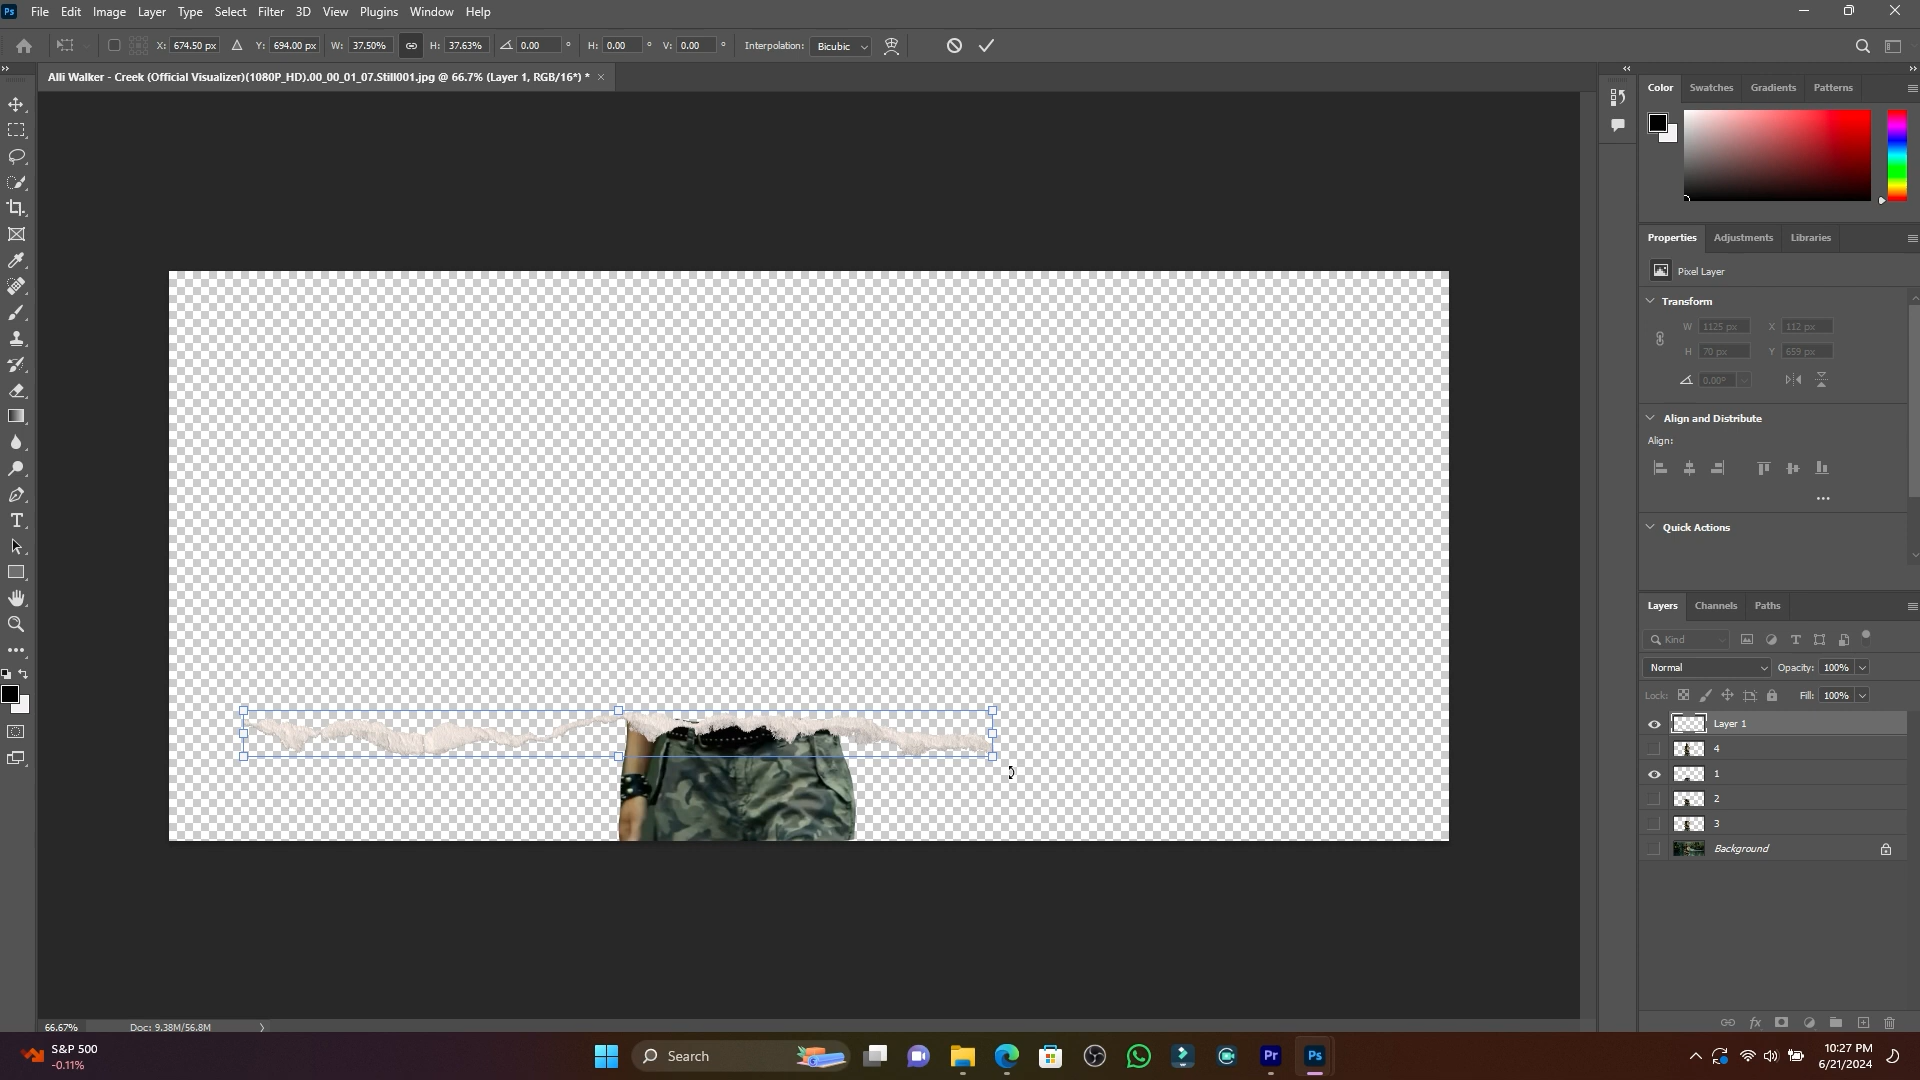 Ps File Edit Image Layer Type Select Filter 3D View Plugins Window Help
X: 674.50 px Y: 694.00 px W: 37.50% H: 37.63% 0.00 ° H: 0.00 ° V: 0.00 ° Interpolation: Bicubic
Alli Walker - Creek (Official Visualizer)(1080P_HD).00_00_01_07.Still001.jpg @ 66.7% (Layer 1, RGB/16*) * ×
Color Swatches Gradients Patterns
Properties Adjustments Libraries
Pixel Layer
Transform
W 1125 px X 112 px
H 70 px Y 659 px
0.00°
Align and Distribute
Align:
Quick Actions
Layers Channels Paths
Kind
Normal Opacity: 100%
Lock: Fill: 100%
Layer 1
4
1
2
3
Background
66.67% Doc: 9.38M/56.8M
S&P 500
-0.11%
Search
Pr Ps
10:27 PM
6/21/2024